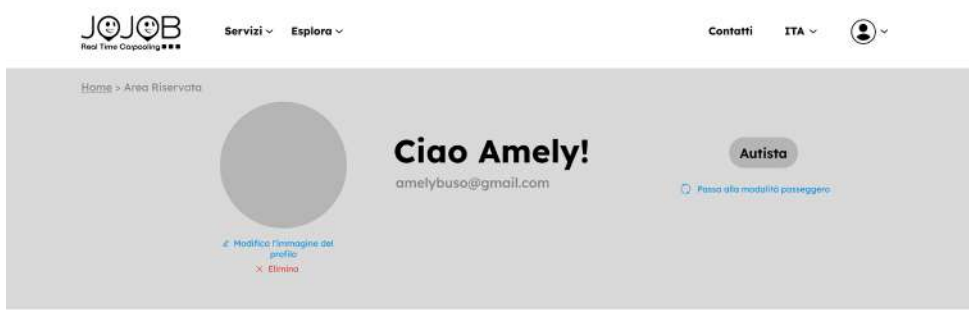 JOJOB
Real Time Carpooling
Servizi
Esplora
Contatti
ITA
Home > Area Riservata
Ciao Amely!
amelybuso@gmail.com
Autista
Passa alla modalità passeggero
Modifica l'immagine del
profilo
Elimina